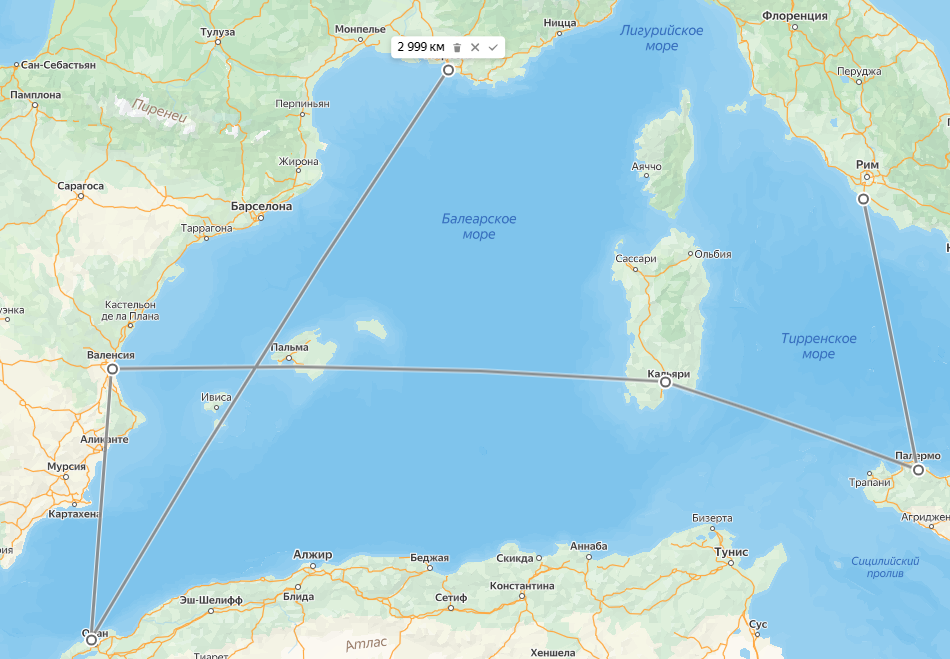 Флоренция
Ницца
Лигурийское
море
Тулуза
Монпелье
2 999 км
Сан-Себастьян
Перуджа
Памплона
Пиренеи
Перпиньян
Жирона
Аяччо
Рим
Сарагоса
Барселона
Балеарское
море
Таррагона
Сассари
Ольбия
Кастельон
де ла Плана
уэнка
Тирренское
море
Валенсия
Пальма
Кальяри
Ивиса
Аликанте
Палермо
Мурсия
Трапани
Картахена
Бизерта
Агридженто
Алжир
Беджая
Скикда
Аннаба
Тунис
Сицилийский
пролив
Константина
Эш-Шелифф
Блида
Сетиф
Оран
Сус
Атлас
Тиарет
Хеншела